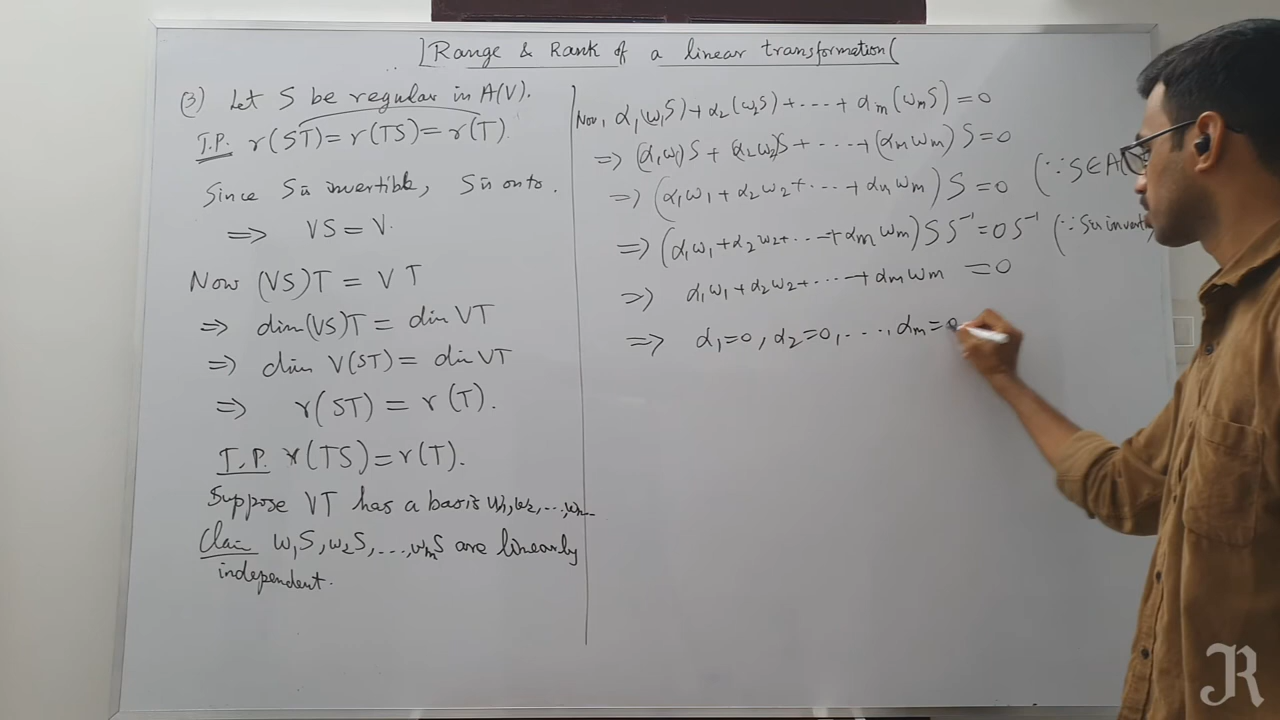 Range & Rank of a linear transformation
(3) Let S be regular in A(V).
T.P. r(ST) = r(TS) = r(T)
Since S is invertible, S is onto.
⇒ VS = V.
Now (VS)T = VT
⇒ dim (VS)T = dim VT
⇒ dim V(ST) = dim VT
⇒ r(ST) = r(T).
T.P. r(TS) = r(T).
Suppose VT has a basis w₁, w₂, ..., wₘ
Claim w₁S, w₂S, ..., wₘS are linearly
independent.
Now, α₁(w₁S) + α₂(w₂S) + ---- + αₘ(wₘS) = 0
⇒ (α₁w₁)S + (α₂w₂)S + ---- + (αₘwₘ)S = 0
⇒ (α₁w₁ + α₂w₂ + ---- + αₘwₘ)S = 0 (∵ S ∈ A(
⇒ (α₁w₁ + α₂w₂ + ---- + αₘwₘ)SS⁻¹ = 0S⁻¹ (∵ S is invert
⇒ α₁w₁ + α₂w₂ + ---- + αₘwₘ = 0
⇒ α₁ = 0, α₂ = 0, ----, αₘ = 0
JR